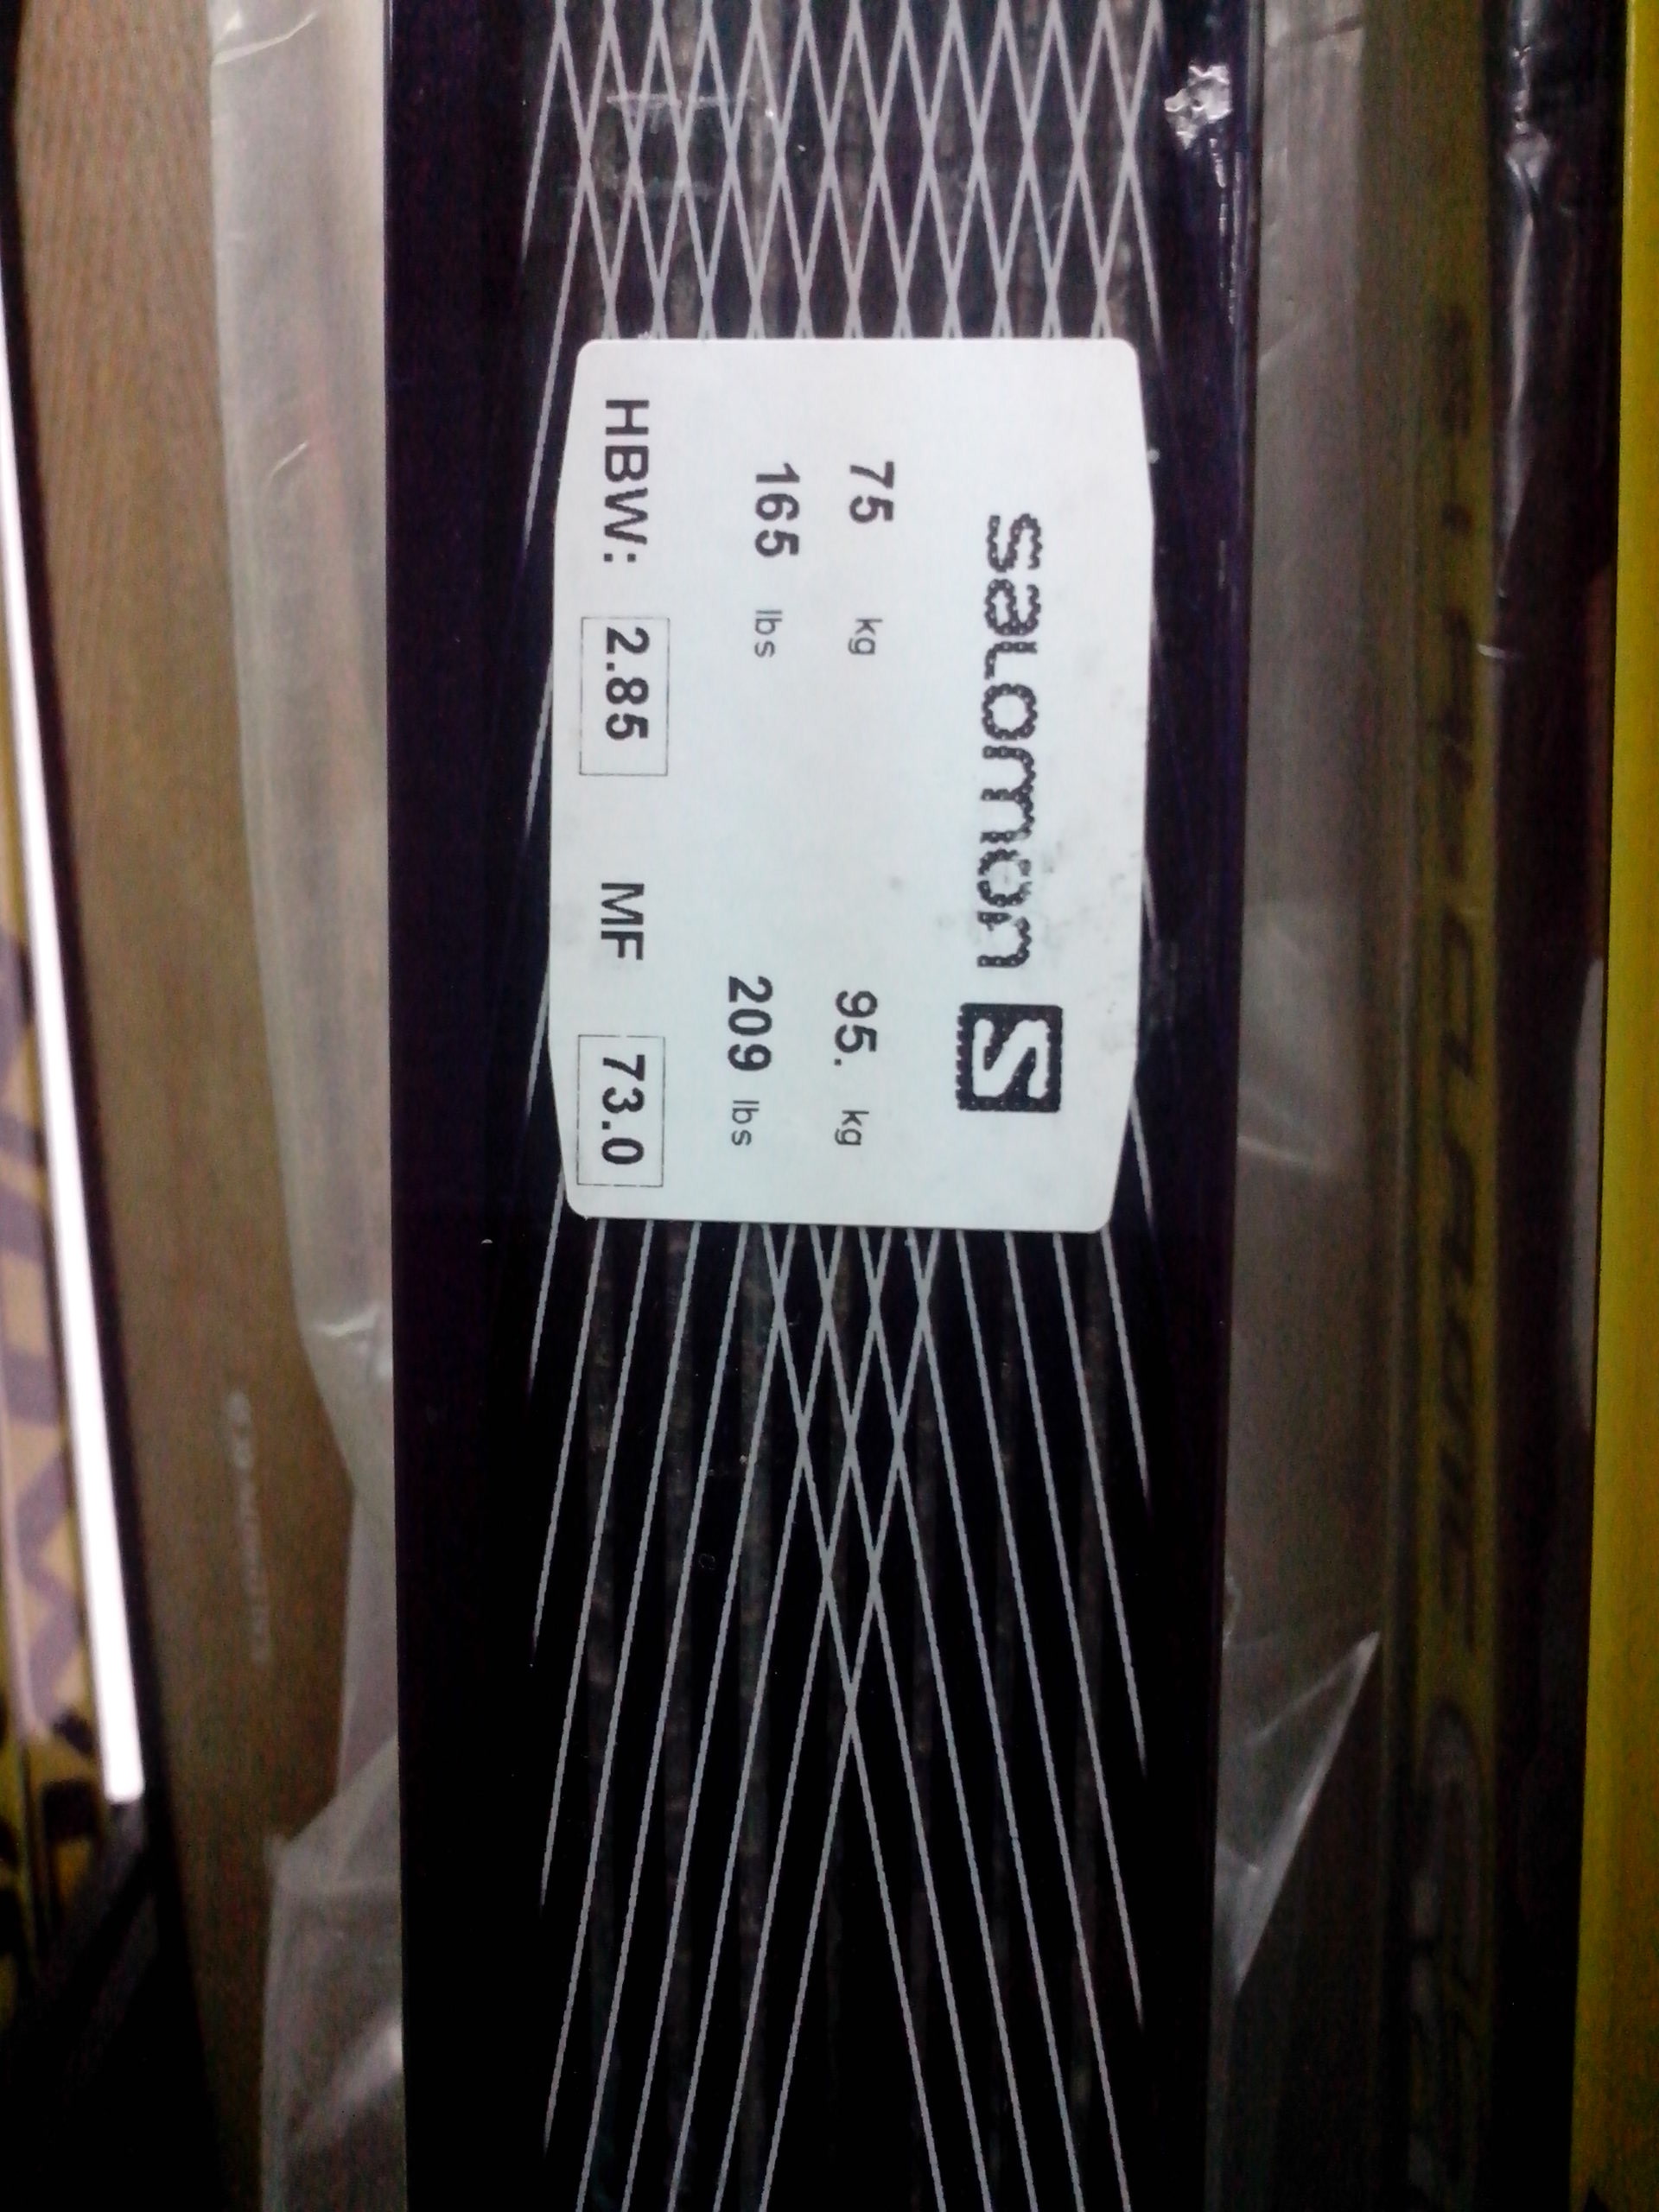 salomon S
75 kg 95. kg
165 lbs 209 lbs
HBW: 2.85 MF 73.0